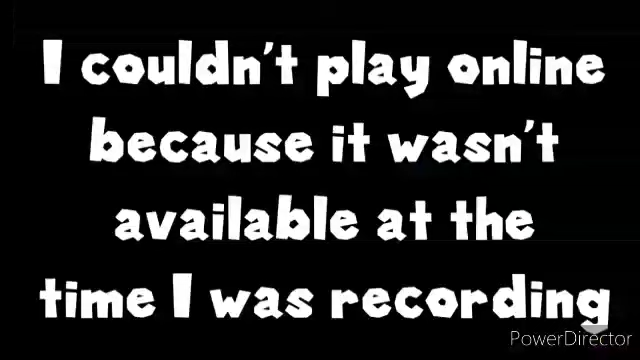 I couldn't play online
because it wasn't
available at the
time I was recording
PowerDirector